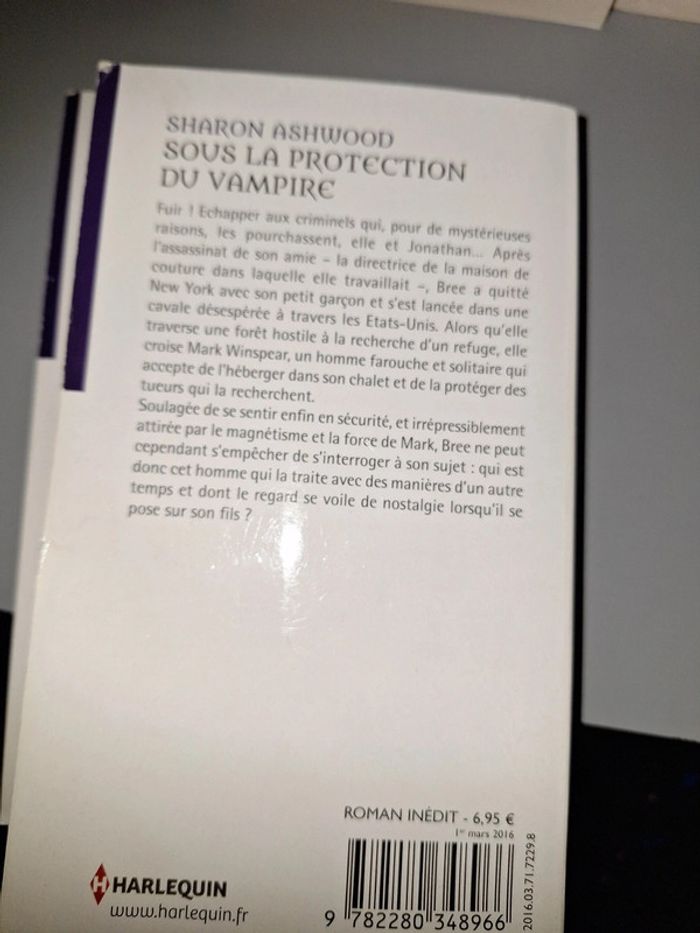 SHARON ASHWOOD
SOUS LA PROTECTION
DU VAMPIRE
Fuir ! Echapper aux criminels qui, pour de mystérieuses
raisons, les pourchassent, elle et Jonathan... Après
l'assassinat de son amie – la directrice de la maison de
couture dans laquelle elle travaillait –, Bree a quitté
New York avec son petit garçon et s'est lancée dans une
cavale désespérée à travers les Etats-Unis. Alors qu'elle
traverse une forêt hostile à la recherche d'un refuge, elle
croise Mark Winspear, un homme farouche et solitaire qui
accepte de l'héberger dans son chalet et de la protéger des
tueurs qui la recherchent.
Soulagée de se sentir enfin en sécurité, et irrépressiblement
attirée par le magnétisme et la force de Mark, Bree ne peut
cependant s'empêcher de s'interroger à son sujet : qui est
donc cet homme qui la traite avec des manières d'un autre
temps et dont le regard se voile de nostalgie lorsqu'il se
pose sur son fils ?
ROMAN INÉDIT - 6,95 €
1er mars 2016
2016.03.71.7229.8
H HARLEQUIN
www.harlequin.fr
9 782280 348966